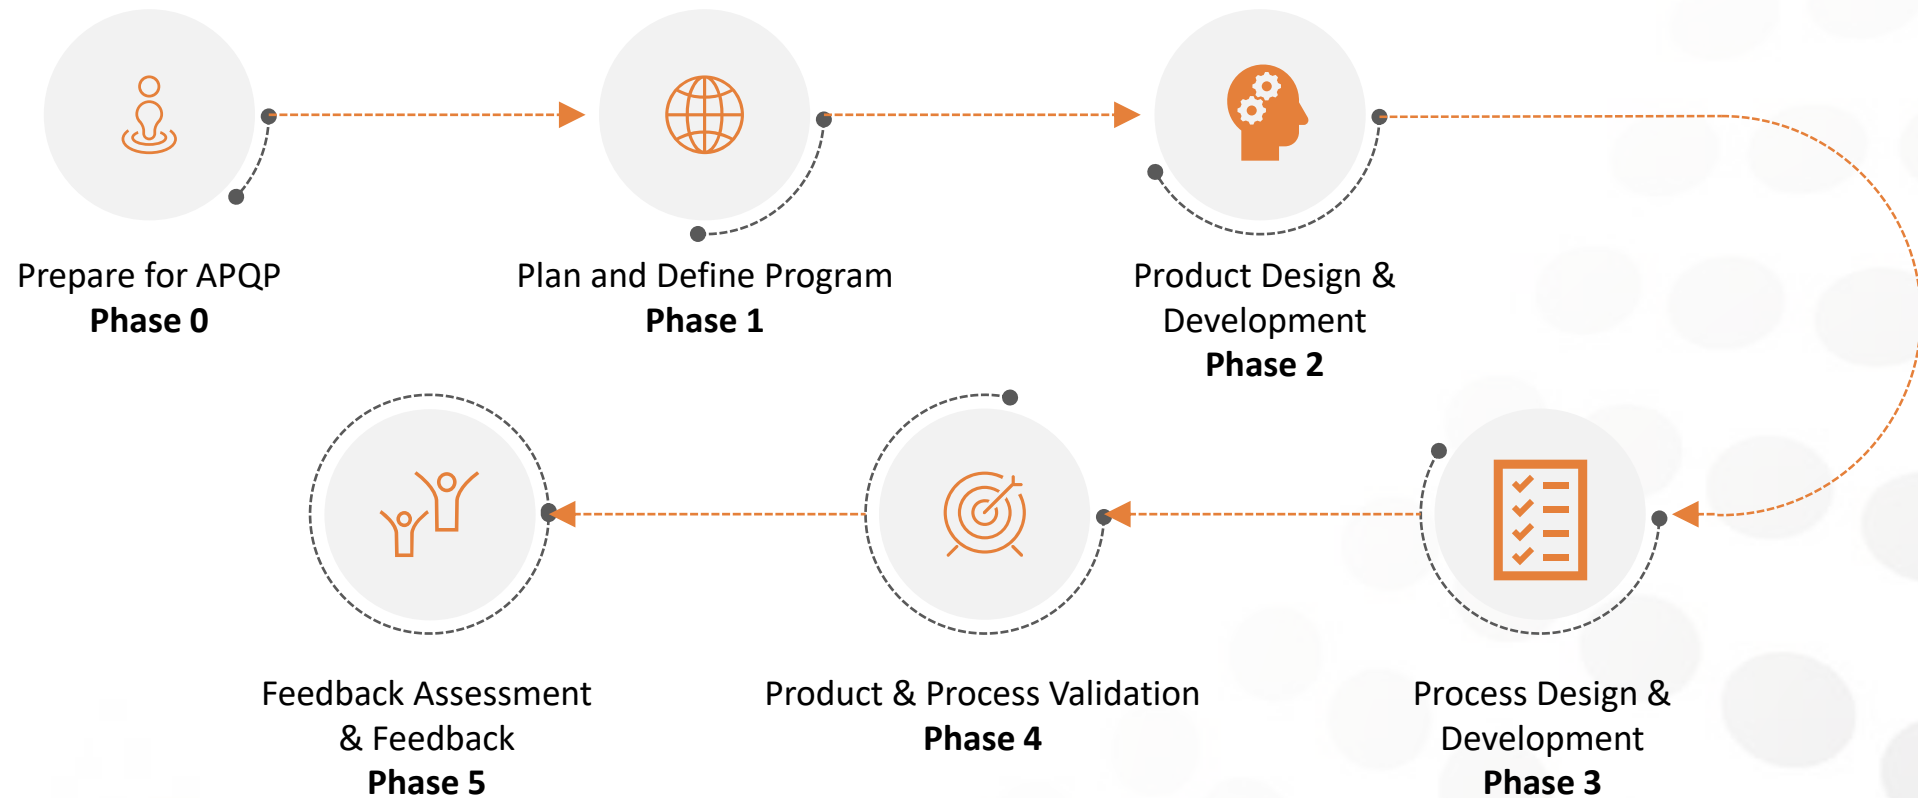 Prepare for APQP
Phase 0
Plan and Define Program
Phase 1
Product Design &
Development
Phase 2
Process Design &
Development
Phase 3
Product & Process Validation
Phase 4
Feedback Assessment
& Feedback
Phase 5